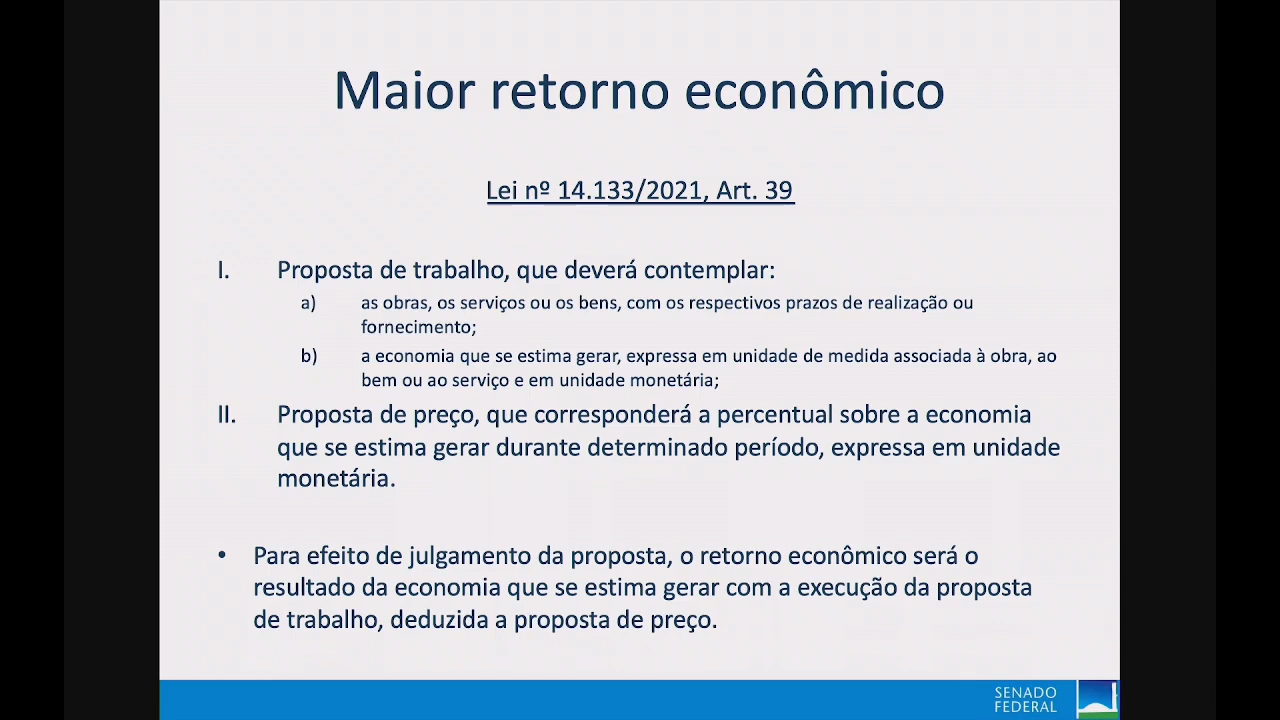 Maior retorno econômico
Lei nº 14.133/2021, Art. 39
I. Proposta de trabalho, que deverá contemplar:
a) as obras, os serviços ou os bens, com os respectivos prazos de realização ou
fornecimento;
b) a economia que se estima gerar, expressa em unidade de medida associada à obra, ao
bem ou ao serviço e em unidade monetária;
II. Proposta de preço, que corresponderá a percentual sobre a economia
que se estima gerar durante determinado período, expressa em unidade
monetária.
• Para efeito de julgamento da proposta, o retorno econômico será o
resultado da economia que se estima gerar com a execução da proposta
de trabalho, deduzida a proposta de preço.
SENADO
FEDERAL